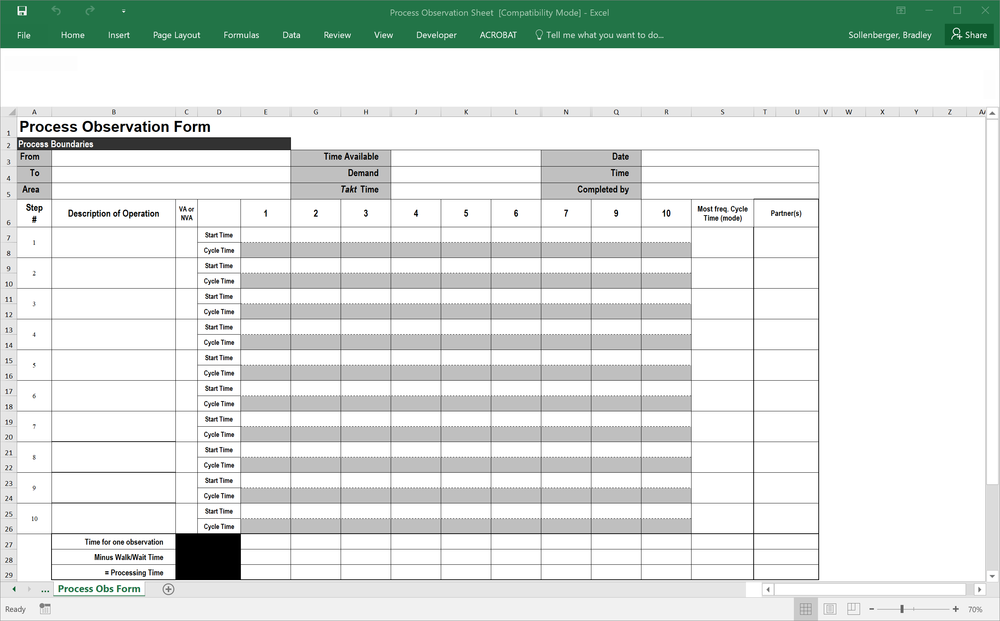 Process Observation Sheet [Compatibility Mode] - Excel
File Home Insert Page Layout Formulas Data Review View Developer ACROBAT Tell me what you want to do... Sollenberger, Bradley Share
A B C D E G H J K L N Q R S T U V W X Y Z AA
1 Process Observation Form
2 Process Boundaries
3 From Time Available Date
4 To Demand Time
5 Area Takt Time Completed by
6 Step # Description of Operation VA or NVA 1 2 3 4 5 6 7 9 10 Most freq. Cycle Time (mode) Partner(s)
7 1 Start Time
8 Cycle Time
9 2 Start Time
10 Cycle Time
11 3 Start Time
12 Cycle Time
13 4 Start Time
14 Cycle Time
15 5 Start Time
16 Cycle Time
17 6 Start Time
18 Cycle Time
19 7 Start Time
20 Cycle Time
21 8 Start Time
22 Cycle Time
23 9 Start Time
24 Cycle Time
25 10 Start Time
26 Cycle Time
27 Time for one observation
28 Minus Walk/Wait Time
29 = Processing Time
... Process Obs Form
Ready 70%